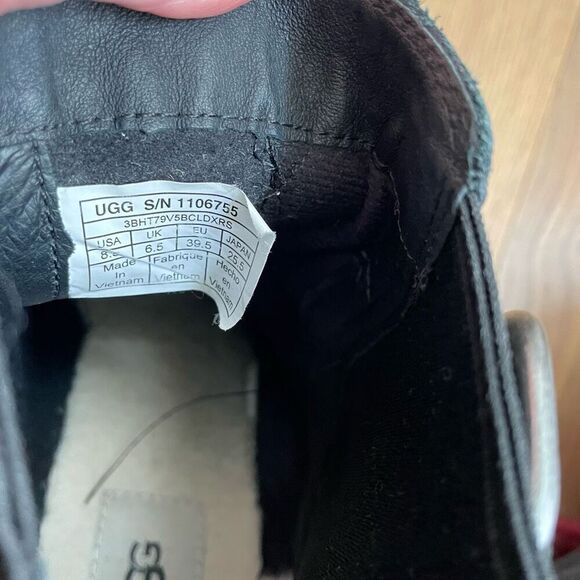 UGG S/N 1106755
3BHT79V5BCLDXRS
USA UK EU JAPAN
6.5 39.5 25.5
Made Fabrique Hecho
In en en
Vietnam Vietnam Vietnam